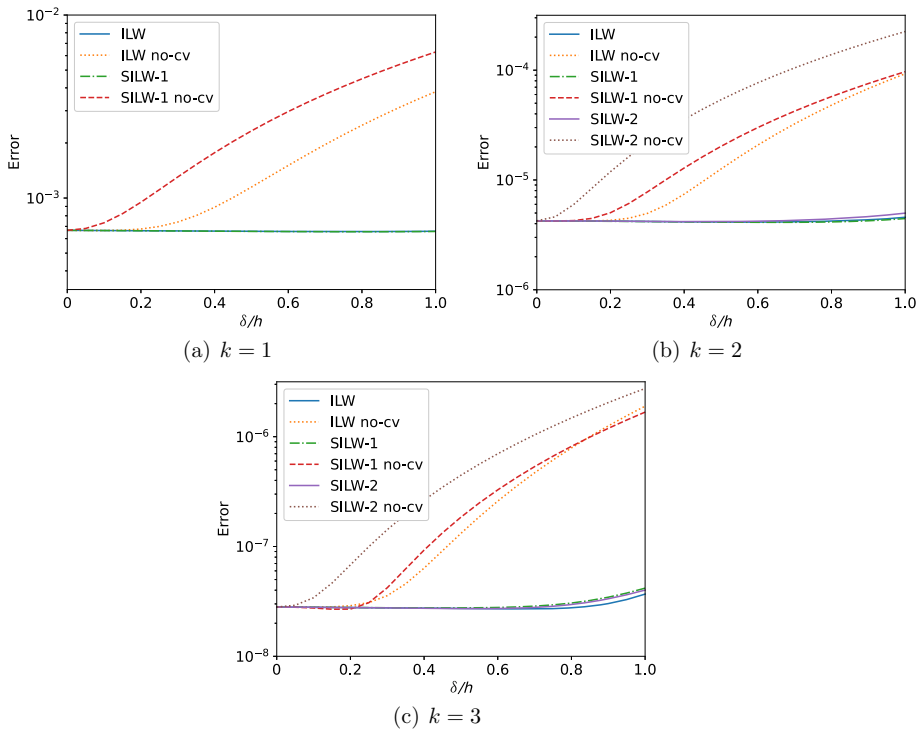 10⁻²
10⁻³
Error
ILW
ILW no-cv
SILW-1
SILW-1 no-cv
0 0.2 0.4 0.6 0.8 1.0
δ/h
(a) k = 1
10⁻⁴
10⁻⁵
10⁻⁶
Error
ILW
ILW no-cv
SILW-1
SILW-1 no-cv
SILW-2
SILW-2 no-cv
0 0.2 0.4 0.6 0.8 1.0
δ/h
(b) k = 2
10⁻⁶
10⁻⁷
10⁻⁸
Error
ILW
ILW no-cv
SILW-1
SILW-1 no-cv
SILW-2
SILW-2 no-cv
0 0.2 0.4 0.6 0.8 1.0
δ/h
(c) k = 3